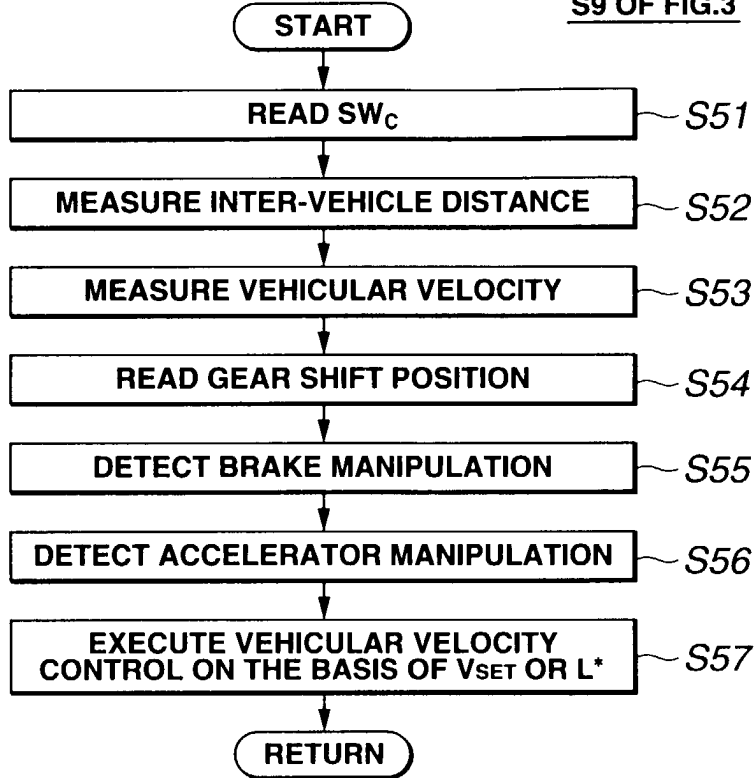 S9 OF FIG.3
START
READ SWC
S51
MEASURE INTER-VEHICLE DISTANCE
S52
MEASURE VEHICULAR VELOCITY
S53
READ GEAR SHIFT POSITION
S54
DETECT BRAKE MANIPULATION
S55
DETECT ACCELERATOR MANIPULATION
S56
EXECUTE VEHICULAR VELOCITY
CONTROL ON THE BASIS OF VSET OR L*
S57
RETURN